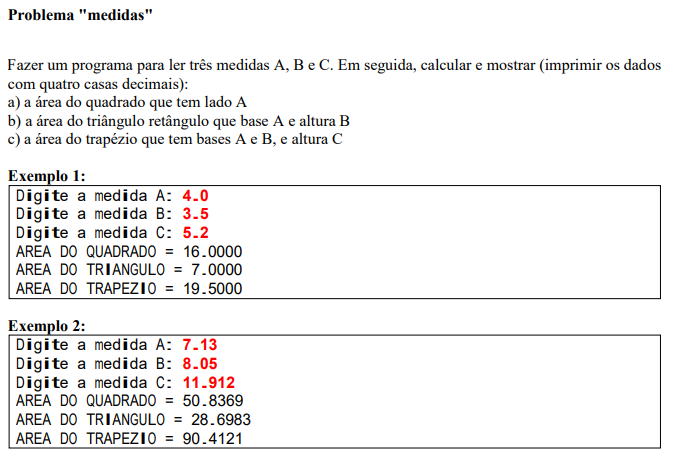 Problema "medidas"
Fazer um programa para ler três medidas A, B e C. Em seguida, calcular e mostrar (imprimir os dados
com quatro casas decimais):
a) a área do quadrado que tem lado A
b) a área do triângulo retângulo que base A e altura B
c) a área do trapézio que tem bases A e B, e altura C
Exemplo 1:
Digite a medida A: 4.0
Digite a medida B: 3.5
Digite a medida C: 5.2
AREA DO QUADRADO = 16.0000
AREA DO TRIANGULO = 7.0000
AREA DO TRAPEZIO = 19.5000
Exemplo 2:
Digite a medida A: 7.13
Digite a medida B: 8.05
Digite a medida C: 11.912
AREA DO QUADRADO = 50.8369
AREA DO TRIANGULO = 28.6983
AREA DO TRAPEZIO = 90.4121